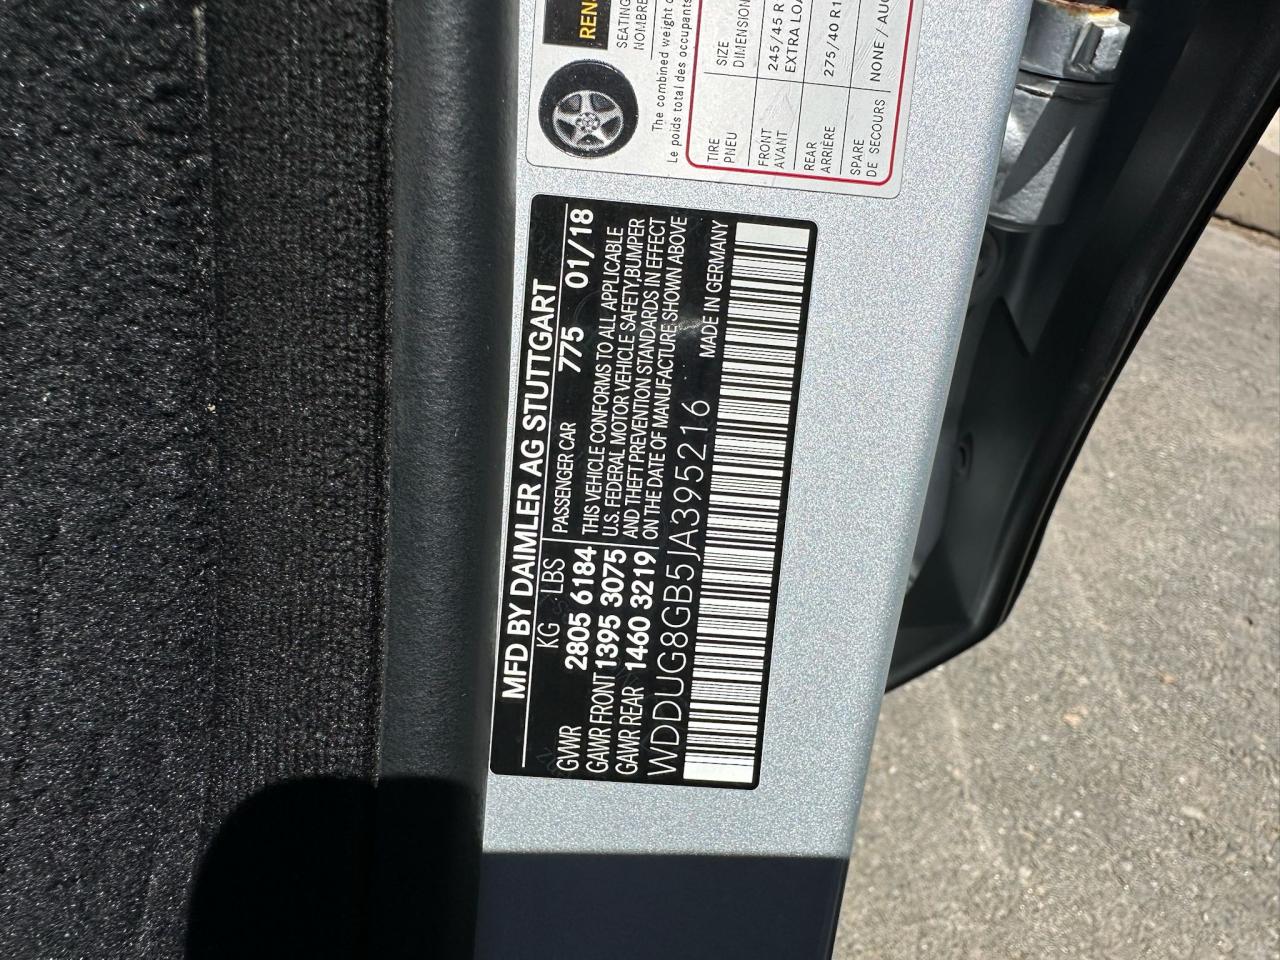 MFD BY DAIMLER AG STUTTGART
KG LBS PASSENGER CAR 775 01/18
GVWR 2805 6184
GAWR FRONT 1395 3075
GAWR REAR 1460 3219
THIS VEHICLE CONFORMS TO ALL APPLICABLE
U.S. FEDERAL MOTOR VEHICLE SAFETY,BUMPER
AND THEFT PREVENTION STANDARDS IN EFFECT
ON THE DATE OF MANUFACTURE SHOWN ABOVE
WDDUG8GB5JA395216 MADE IN GERMANY
SEATING
NOMBRE
The combined weight
Le poids total des occupants
TIRE SIZE
PNEU DIMENSION
FRONT 245/45 R
AVANT EXTRA
REAR 275/40
ARRIÈRE
SPARE NONE /
DE SECOURS